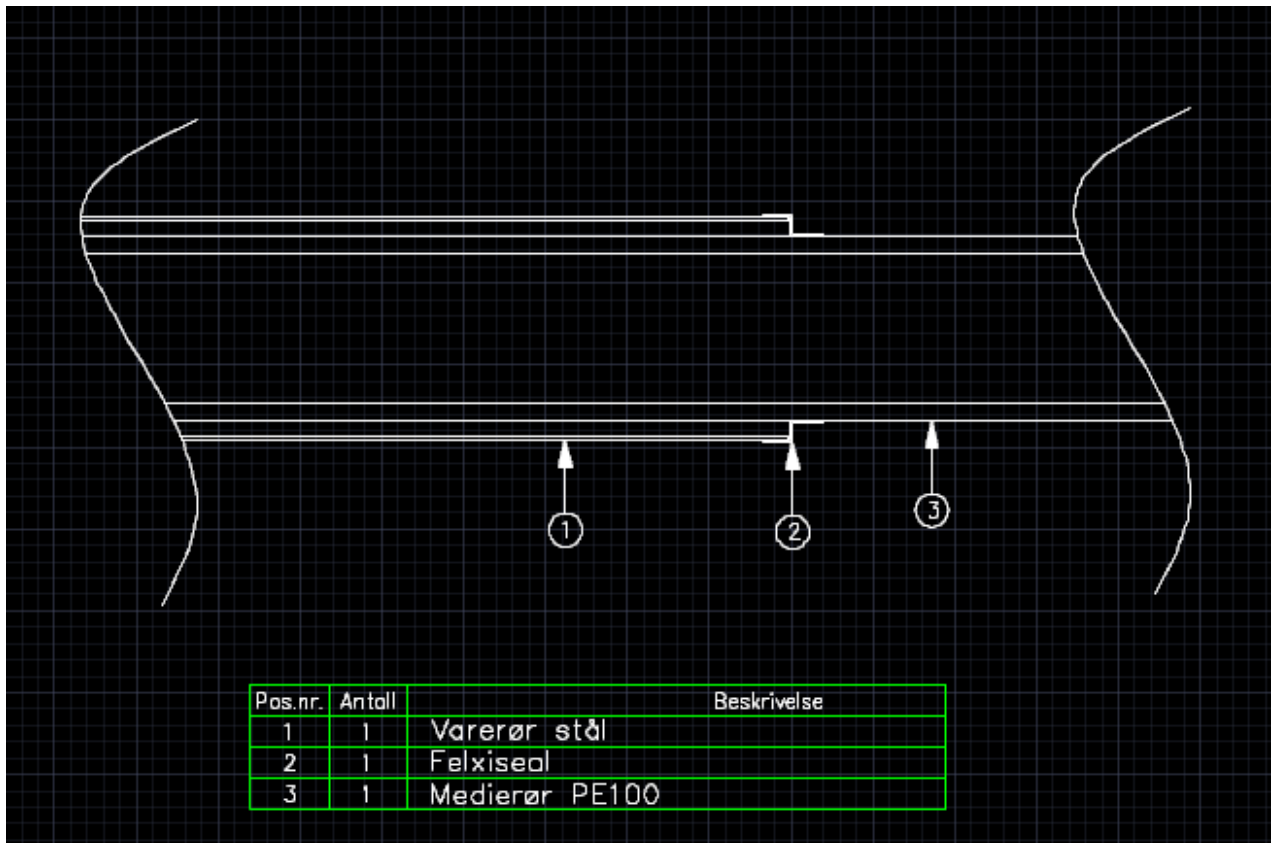 1
2
3
Pos.nr. Antall Beskrivelse
1 1 Varerør stål
2 1 Felxiseal
3 1 Medierør PE100